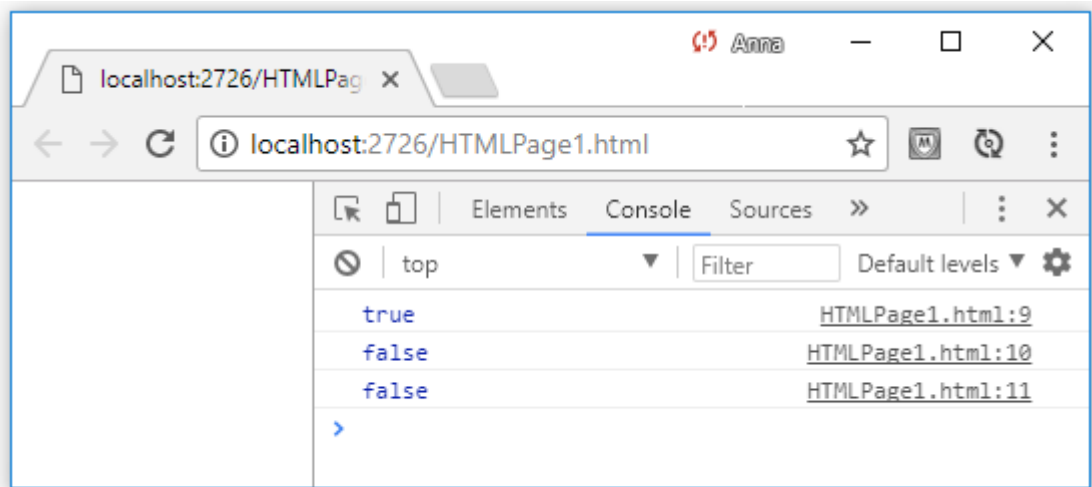 Anna
localhost:2726/HTMLPag
localhost:2726/HTMLPage1.html
Elements Console Sources »
top Filter Default levels
true HTMLPage1.html:9
false HTMLPage1.html:10
false HTMLPage1.html:11
>